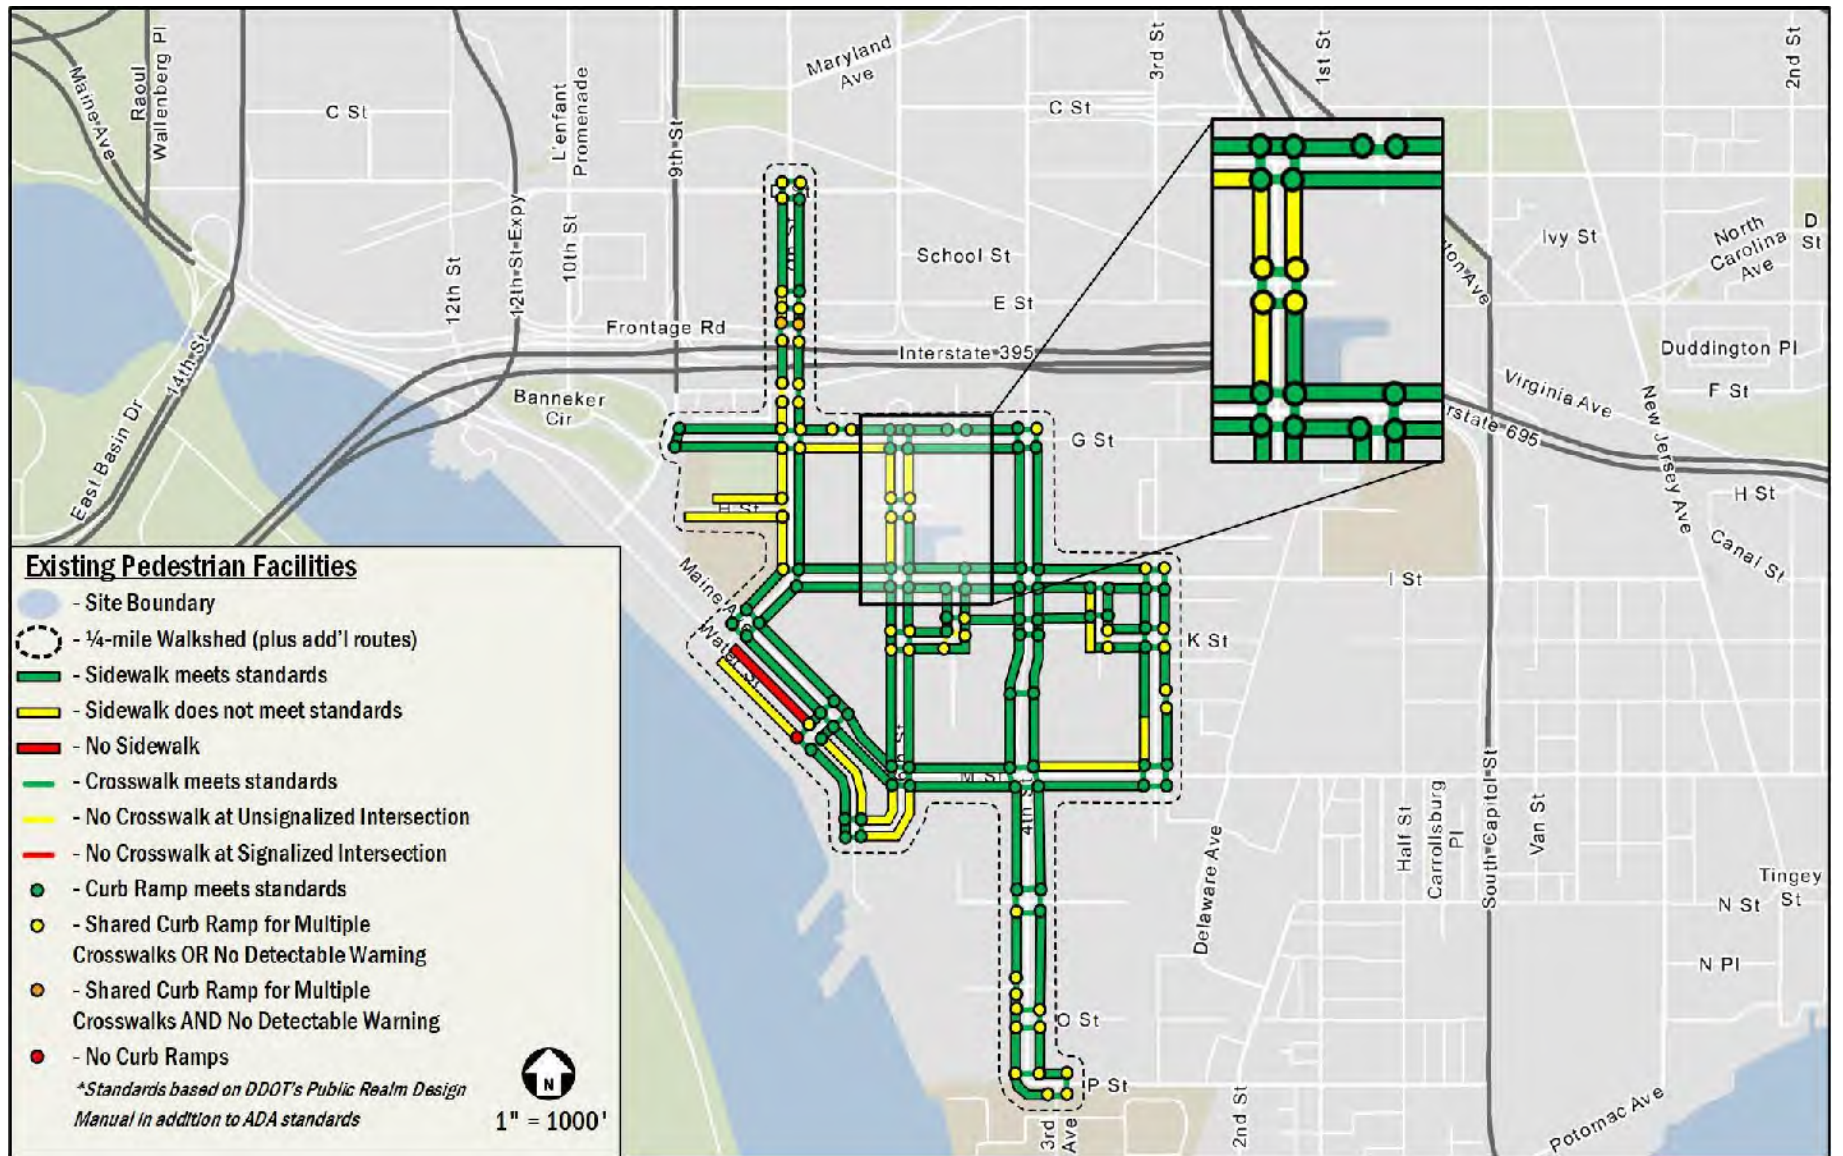 Maine Ave
Raoul
Wallenberg Pl
C St
L'enfant
Promenade
9th St
Maryland
Ave
C St
3rd St
1st St
2nd St
12th St
12th St Expy
10th St
7th St
School St
E St
Frontage Rd
Interstate 395
Banneker
Cir
14th St
East Basin Dr
Ivy St
North
Carolina
Ave
D
St
Duddington Pl
F St
Virginia Ave
New Jersey Ave
H St
Canal St
G St
H St
I St
K St
Maine
Water St
M St
4th St
O St
P St
3rd
Ave
2nd St
Delaware Ave
Half St
Carrollsburg
Pl
South Capitol St
Van St
Tingey
St
N St
N Pl
Potomac Ave
Existing Pedestrian Facilities
- Site Boundary
- ¼-mile Walkshed (plus add'l routes)
- Sidewalk meets standards
- Sidewalk does not meet standards
- No Sidewalk
- Crosswalk meets standards
- No Crosswalk at Unsignalized Intersection
- No Crosswalk at Signalized Intersection
- Curb Ramp meets standards
- Shared Curb Ramp for Multiple
Crosswalks OR No Detectable Warning
- Shared Curb Ramp for Multiple
Crosswalks AND No Detectable Warning
- No Curb Ramps
*Standards based on DDOT's Public Realm Design
Manual in addition to ADA standards
N
1" = 1000'